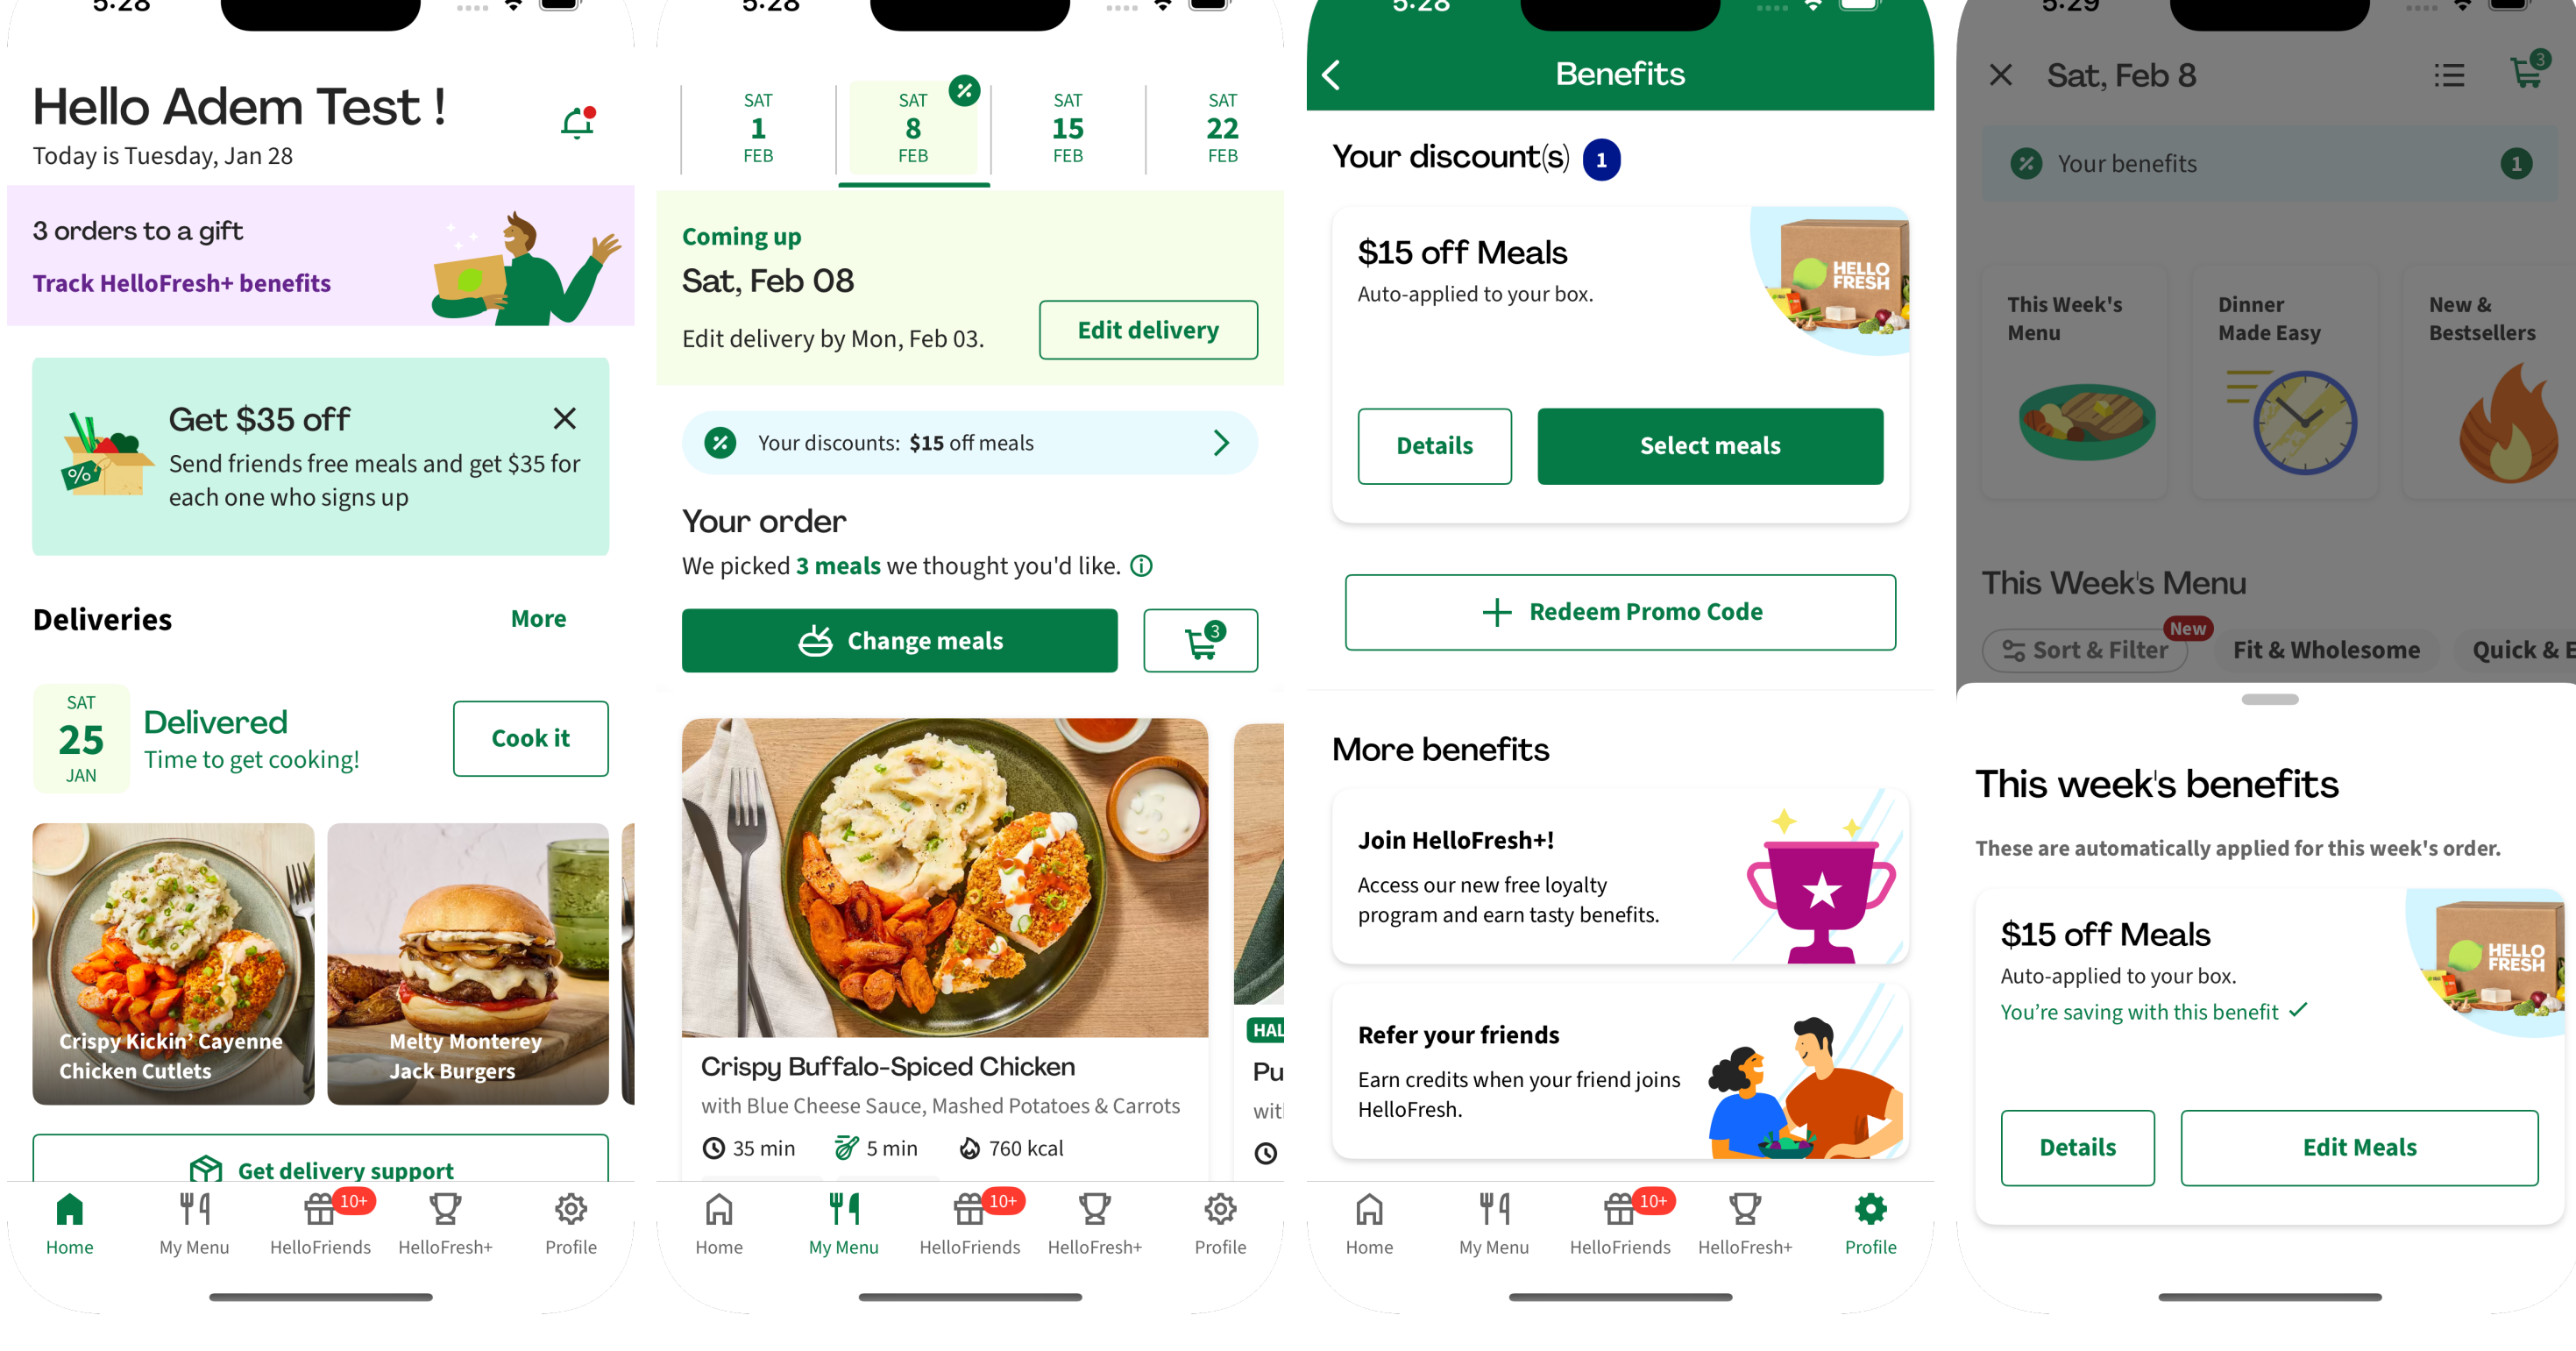 5:28
Hello Adem Test !
Today is Tuesday, Jan 28
3 orders to a gift
Track HelloFresh+ benefits
Get $35 off
Send friends free meals and get $35 for
each one who signs up
%
Deliveries
More
SAT
25
JAN
Delivered
Time to get cooking!
Cook it
Crispy Kickin' Cayenne
Chicken Cutlets
Melty Monterey
Jack Burgers
Get delivery support
10+
Home
My Menu
HelloFriends
HelloFresh+
Profile
5:28
SAT
1
FEB
SAT
8
FEB
%
SAT
15
FEB
SAT
22
FEB
Coming up
Sat, Feb 08
Edit delivery by Mon, Feb 03.
Edit delivery
% Your discounts: $15 off meals
Your order
We picked 3 meals we thought you'd like.
Change meals
3
HAL
Crispy Buffalo-Spiced Chicken
with Blue Cheese Sauce, Mashed Potatoes & Carrots
35 min
5 min
760 kcal
Pu
wit
10+
Home
My Menu
HelloFriends
HelloFresh+
Profile
5:28
Benefits
Your discount(s) 1
$15 off Meals
Auto-applied to your box.
HELLO
FRESH
Details
Select meals
+ Redeem Promo Code
More benefits
Join HelloFresh+!
Access our new free loyalty
program and earn tasty benefits.
Refer your friends
Earn credits when your friend joins
HelloFresh.
10+
Home
My Menu
HelloFriends
HelloFresh+
Profile
5:29
Sat, Feb 8
3
% Your benefits 1
This Week's
Menu
Dinner
Made Easy
New &
Bestsellers
This Week's Menu
New
Sort & Filter
Fit & Wholesome
Quick & E
This week's benefits
These are automatically applied for this week's order.
$15 off Meals
Auto-applied to your box.
You're saving with this benefit
HELLO
FRESH
Details
Edit Meals